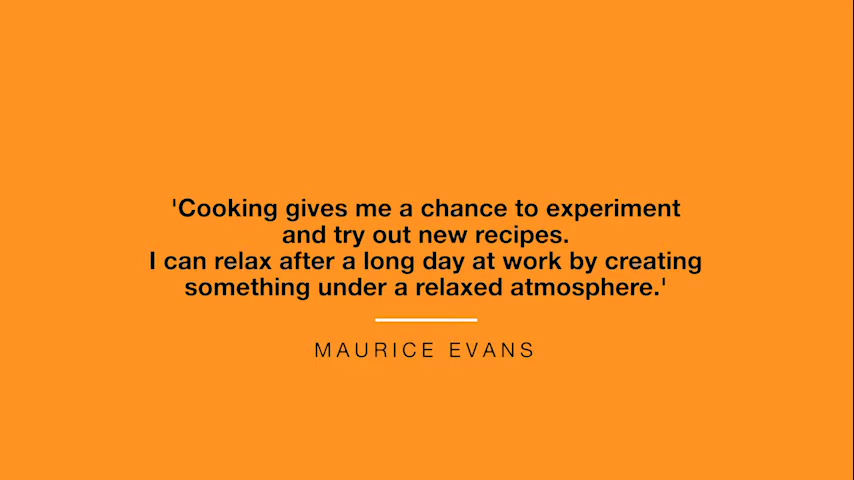 'Cooking gives me a chance to experiment
and try out new recipes.
I can relax after a long day at work by creating
something under a relaxed atmosphere.'
MAURICE EVANS